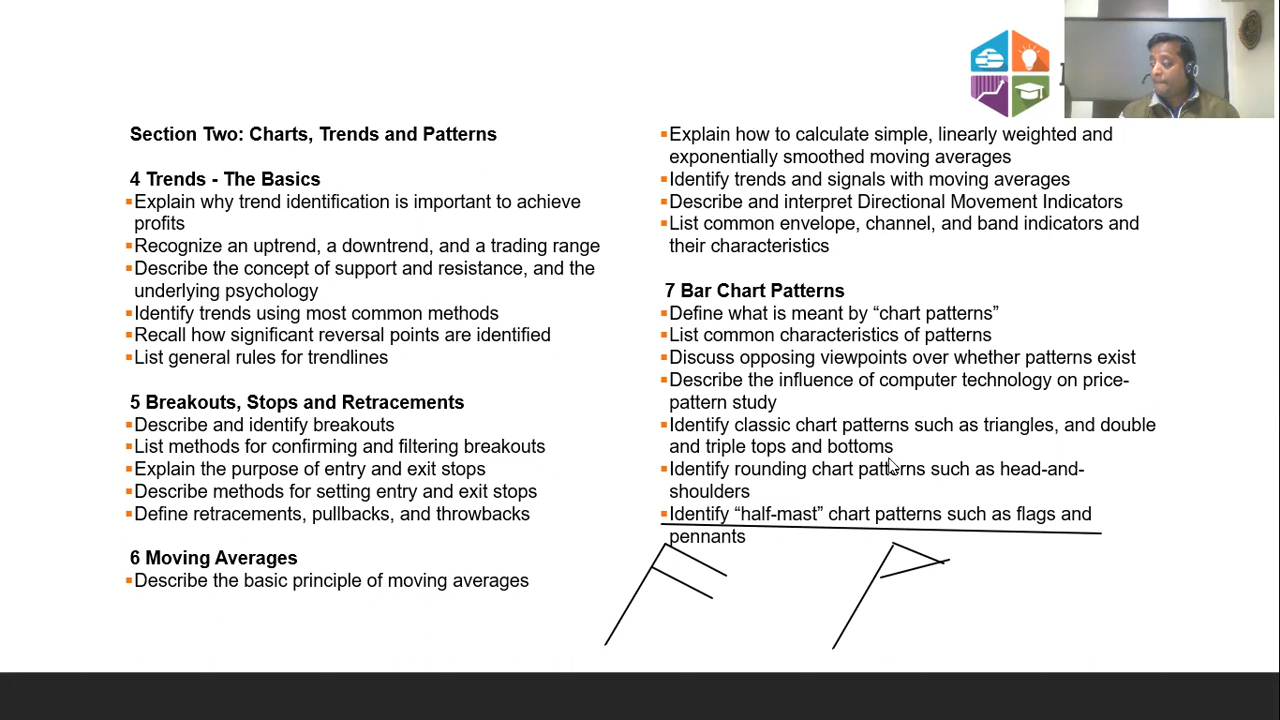 Section Two: Charts, Trends and Patterns
4 Trends - The Basics
▪Explain why trend identification is important to achieve
profits
▪Recognize an uptrend, a downtrend, and a trading range
▪Describe the concept of support and resistance, and the
underlying psychology
▪Identify trends using most common methods
▪Recall how significant reversal points are identified
▪List general rules for trendlines
5 Breakouts, Stops and Retracements
▪Describe and identify breakouts
▪List methods for confirming and filtering breakouts
▪Explain the purpose of entry and exit stops
▪Describe methods for setting entry and exit stops
▪Define retracements, pullbacks, and throwbacks
6 Moving Averages
▪Describe the basic principle of moving averages
▪Explain how to calculate simple, linearly weighted and
exponentially smoothed moving averages
▪Identify trends and signals with moving averages
▪Describe and interpret Directional Movement Indicators
▪List common envelope, channel, and band indicators and
their characteristics
7 Bar Chart Patterns
▪Define what is meant by “chart patterns”
▪List common characteristics of patterns
▪Discuss opposing viewpoints over whether patterns exist
▪Describe the influence of computer technology on price-
pattern study
▪Identify classic chart patterns such as triangles, and double
and triple tops and bottoms
▪Identify rounding chart patterns such as head-and-
shoulders
▪Identify “half-mast” chart patterns such as flags and
pennants